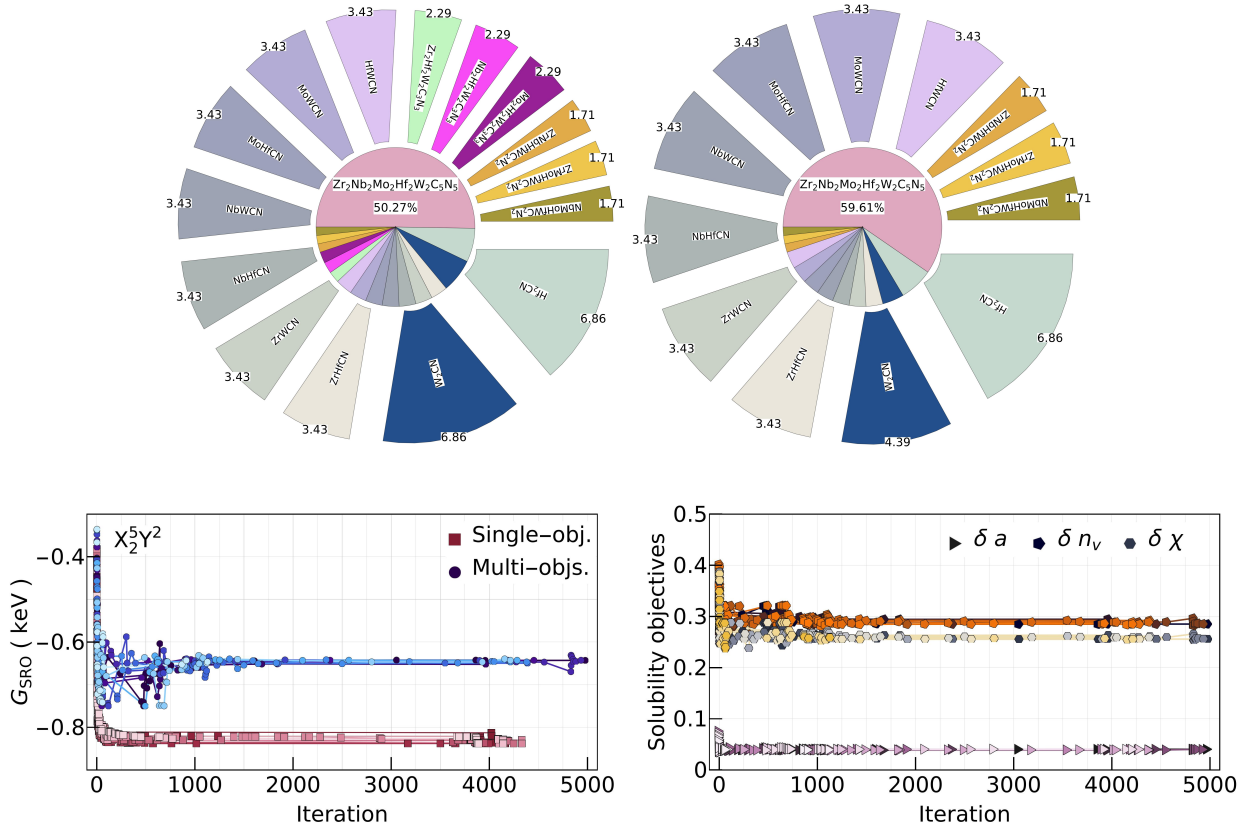 3.43
HfWCN
2.29
Zr₂Hf₂W₂C₃N₃
2.29
Nb₂Hf₂W₂C₃N₃
2.29
Mo₂Hf₂W₂C₃N₃
1.71
ZrNbHfWC₂N₂
1.71
ZrMoHfWC₂N₂
1.71
NbMoHfWC₂N₂
6.86
Hf₂CN
6.86
W₂CN
3.43
ZrHfCN
3.43
ZrWCN
3.43
NbHfCN
3.43
NbWCN
3.43
MoHfCN
3.43
MoWCN
Zr₂Nb₂Mo₂Hf₂W₂C₅N₅
50.27%
3.43
MoWCN
3.43
HfWCN
1.71
ZrNbHfWC₂N₂
1.71
ZrMoHfWC₂N₂
1.71
NbMoHfWC₂N₂
6.86
Hf₂CN
4.39
W₂CN
3.43
ZrHfCN
3.43
ZrWCN
3.43
NbHfCN
3.43
NbWCN
3.43
MoHfCN
Zr₂Nb₂Mo₂Hf₂W₂C₅N₅
59.61%
X₂⁵Y²
Single−obj.
Multi−objs.
G_SRO ( keV )
−0.4
−0.6
−0.8
0 1000 2000 3000 4000 5000
Iteration
δ a δ nᵥ δ χ
Solubility objectives
0.5
0.4
0.3
0.2
0.1
0
0 1000 2000 3000 4000 5000
Iteration